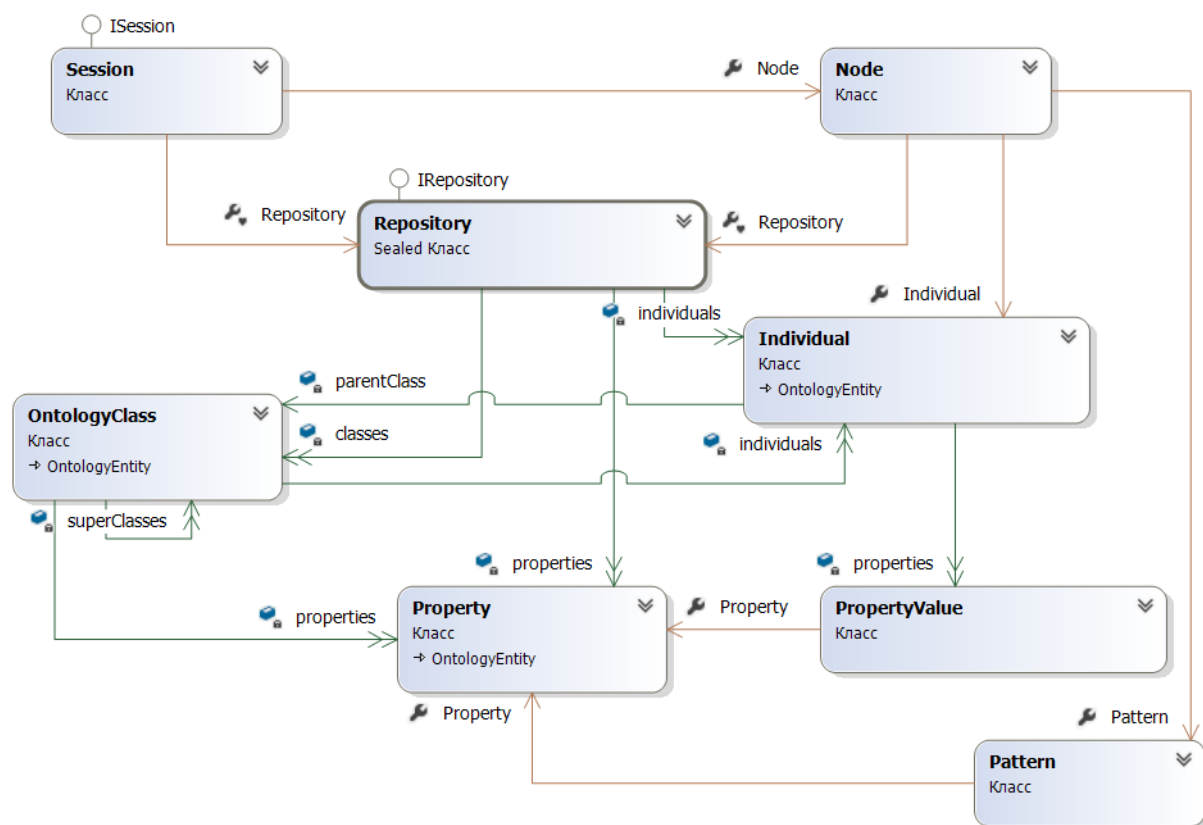 ISession
Session
Класс
Node
Node
Класс
IRepository
Repository
Repository
Sealed Класс
Repository
Individual
individuals
Individual
Класс
OntologyEntity
parentClass
OntologyClass
Класс
OntologyEntity
classes
individuals
superClasses
properties
properties
properties
Property
Класс
OntologyEntity
Property
PropertyValue
Класс
Property
Pattern
Pattern
Класс